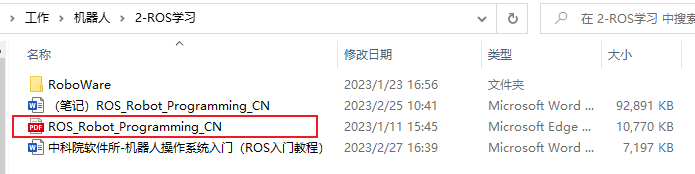 工作 › 机器人 › 2-ROS学习 在 2-ROS学习 中搜索
名称 修改日期 类型 大小
RoboWare 2023/1/23 16:56 文件夹
（笔记）ROS_Robot_Programming_CN 2023/2/25 10:41 Microsoft Word ... 92,891 KB
ROS_Robot_Programming_CN 2023/1/11 15:45 Microsoft Edge ... 10,770 KB
中科院软件所-机器人操作系统入门（ROS入门教程） 2023/2/27 16:39 Microsoft Word ... 7,197 KB